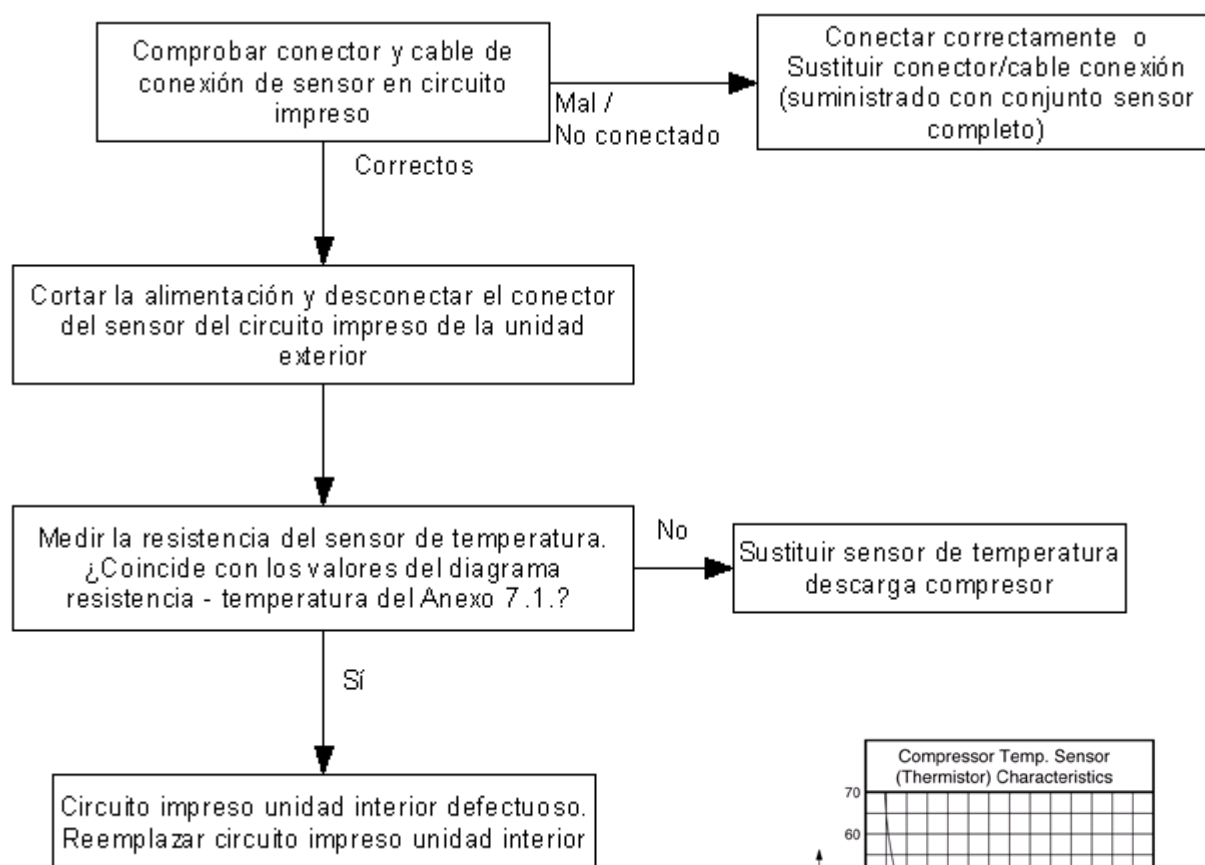 Comprobar conector y cable de
conexión de sensor en circuito
impreso
Conectar correctamente o
Sustituir conector/cable conexión
(suministrado con conjunto sensor
completo)
Mal /
No conectado
Correctos
Cortar la alimentación y desconectar el conector
del sensor del circuito impreso de la unidad
exterior
Medir la resistencia del sensor de temperatura.
¿Coincide con los valores del diagrama
resistencia - temperatura del Anexo 7.1.?
No
Sustituir sensor de temperatura
descarga compresor
Sí
Circuito impreso unidad interior defectuoso.
Reemplazar circuito impreso unidad interior
Compressor Temp. Sensor
(Thermistor) Characteristics
70
60